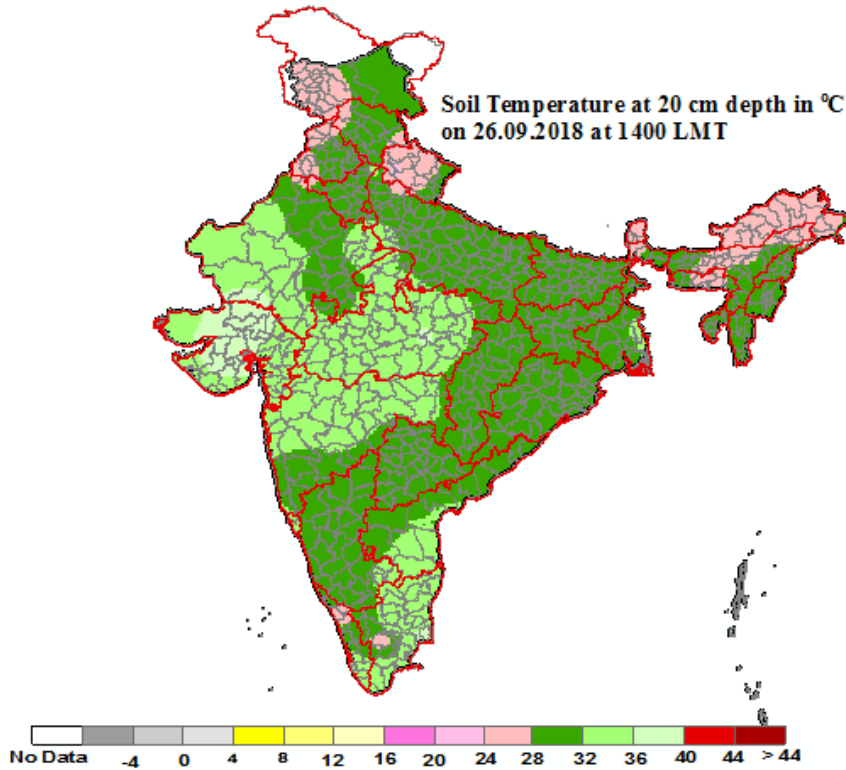 Soil Temperature at 20 cm depth in ⁰C
on 26.09.2018 at 1400 LMT
No Data -4 0 4 8 12 16 20 24 28 32 36 40 44 > 44